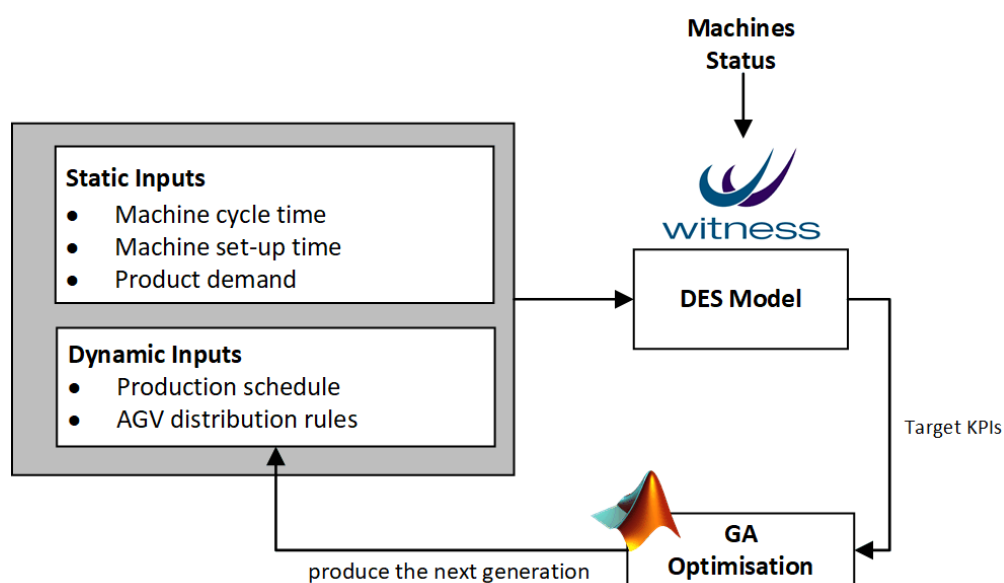 Machines
Status
Static Inputs
● Machine cycle time
● Machine set-up time
● Product demand
witness
DES Model
Dynamic Inputs
● Production schedule
● AGV distribution rules
Target KPIs
GA
Optimisation
produce the next generation